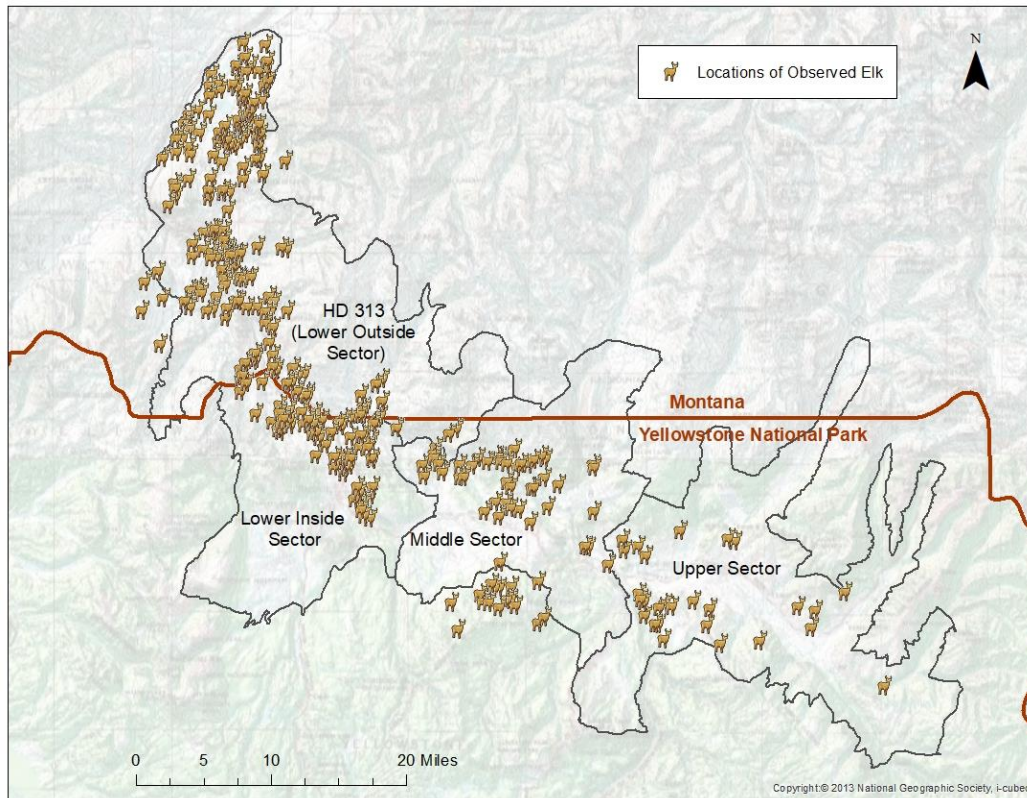 N
Locations of Observed Elk
HD 313
(Lower Outside
Sector)
Montana
Yellowstone National Park
Lower Inside
Sector
Middle Sector
Upper Sector
0 5 10 20 Miles
Copyright:© 2013 National Geographic Society, i-cubed